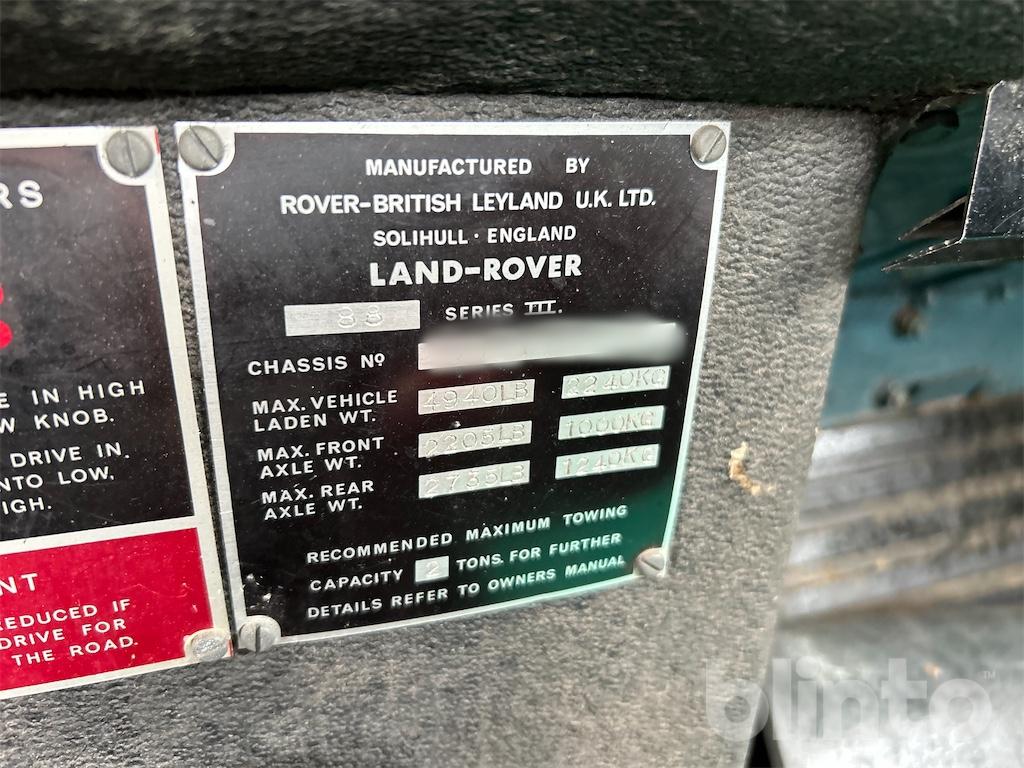 RS
E IN HIGH
W KNOB.
DRIVE IN.
NTO LOW,
IGH.
NT
REDUCED IF
DRIVE FOR
THE ROAD.
MANUFACTURED BY
ROVER-BRITISH LEYLAND U.K. LTD.
SOLIHULL · ENGLAND
LAND-ROVER
88 SERIES III.
CHASSIS Nº
MAX. VEHICLE
LADEN WT. 4940LB 2240KG
MAX. FRONT
AXLE WT. 2205LB 1000KG
MAX. REAR
AXLE WT. 2735LB 1240KG
RECOMMENDED MAXIMUM TOWING
CAPACITY 2 TONS. FOR FURTHER
DETAILS REFER TO OWNERS MANUAL
blinto™